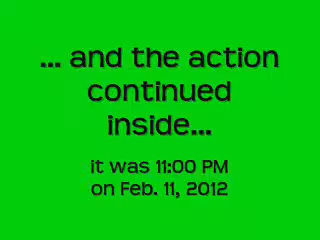 ... and the action
continued
inside...
it was 11:00 PM
on Feb. 11, 2012